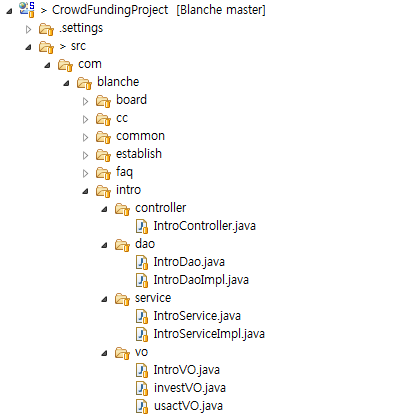 > CrowdFundingProject [Blanche master]
.settings
> src
com
blanche
board
cc
common
establish
faq
intro
controller
IntroController.java
dao
IntroDao.java
IntroDaoImpl.java
service
IntroService.java
IntroServiceImpl.java
vo
IntroVO.java
investVO.java
usactVO.java